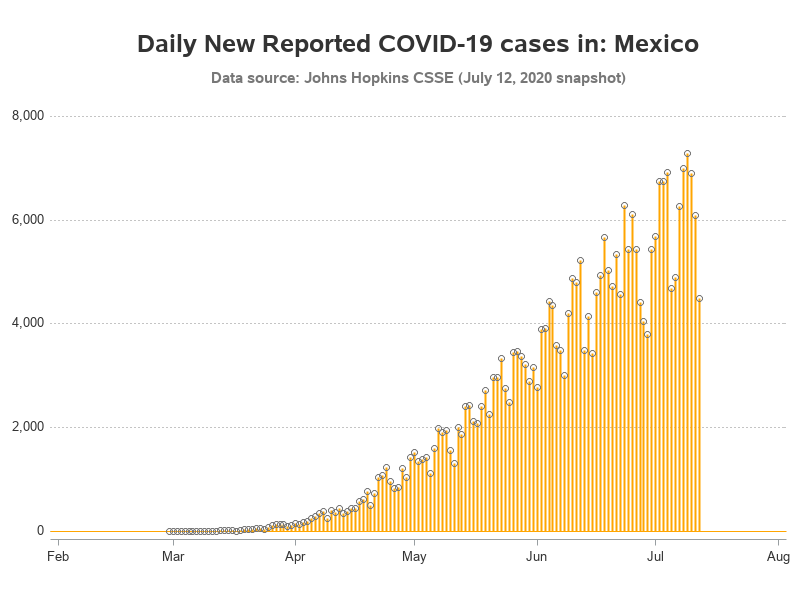 Daily New Reported COVID-19 cases in: Mexico
Data source: Johns Hopkins CSSE (July 12, 2020 snapshot)
8,000
6,000
4,000
2,000
0
Feb Mar Apr May Jun Jul Aug